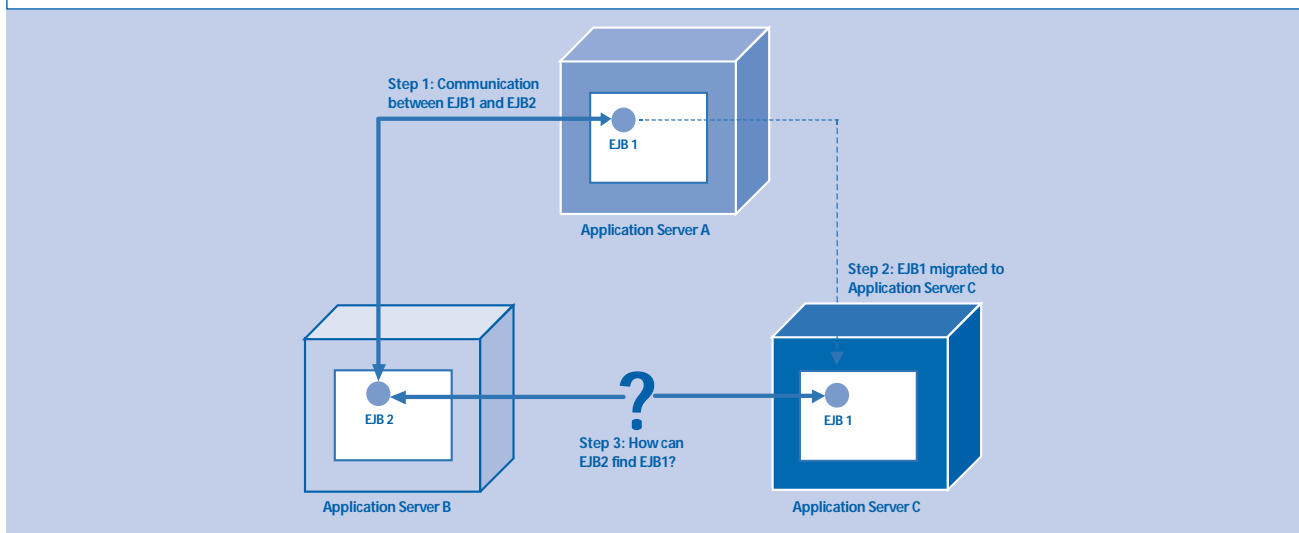 Step 1: Communication
between EJB1 and EJB2
EJB 1
Application Server A
Step 2: EJB1 migrated to
Application Server C
EJB 2
?
Step 3: How can
EJB2 find EJB1?
EJB 1
Application Server B
Application Server C